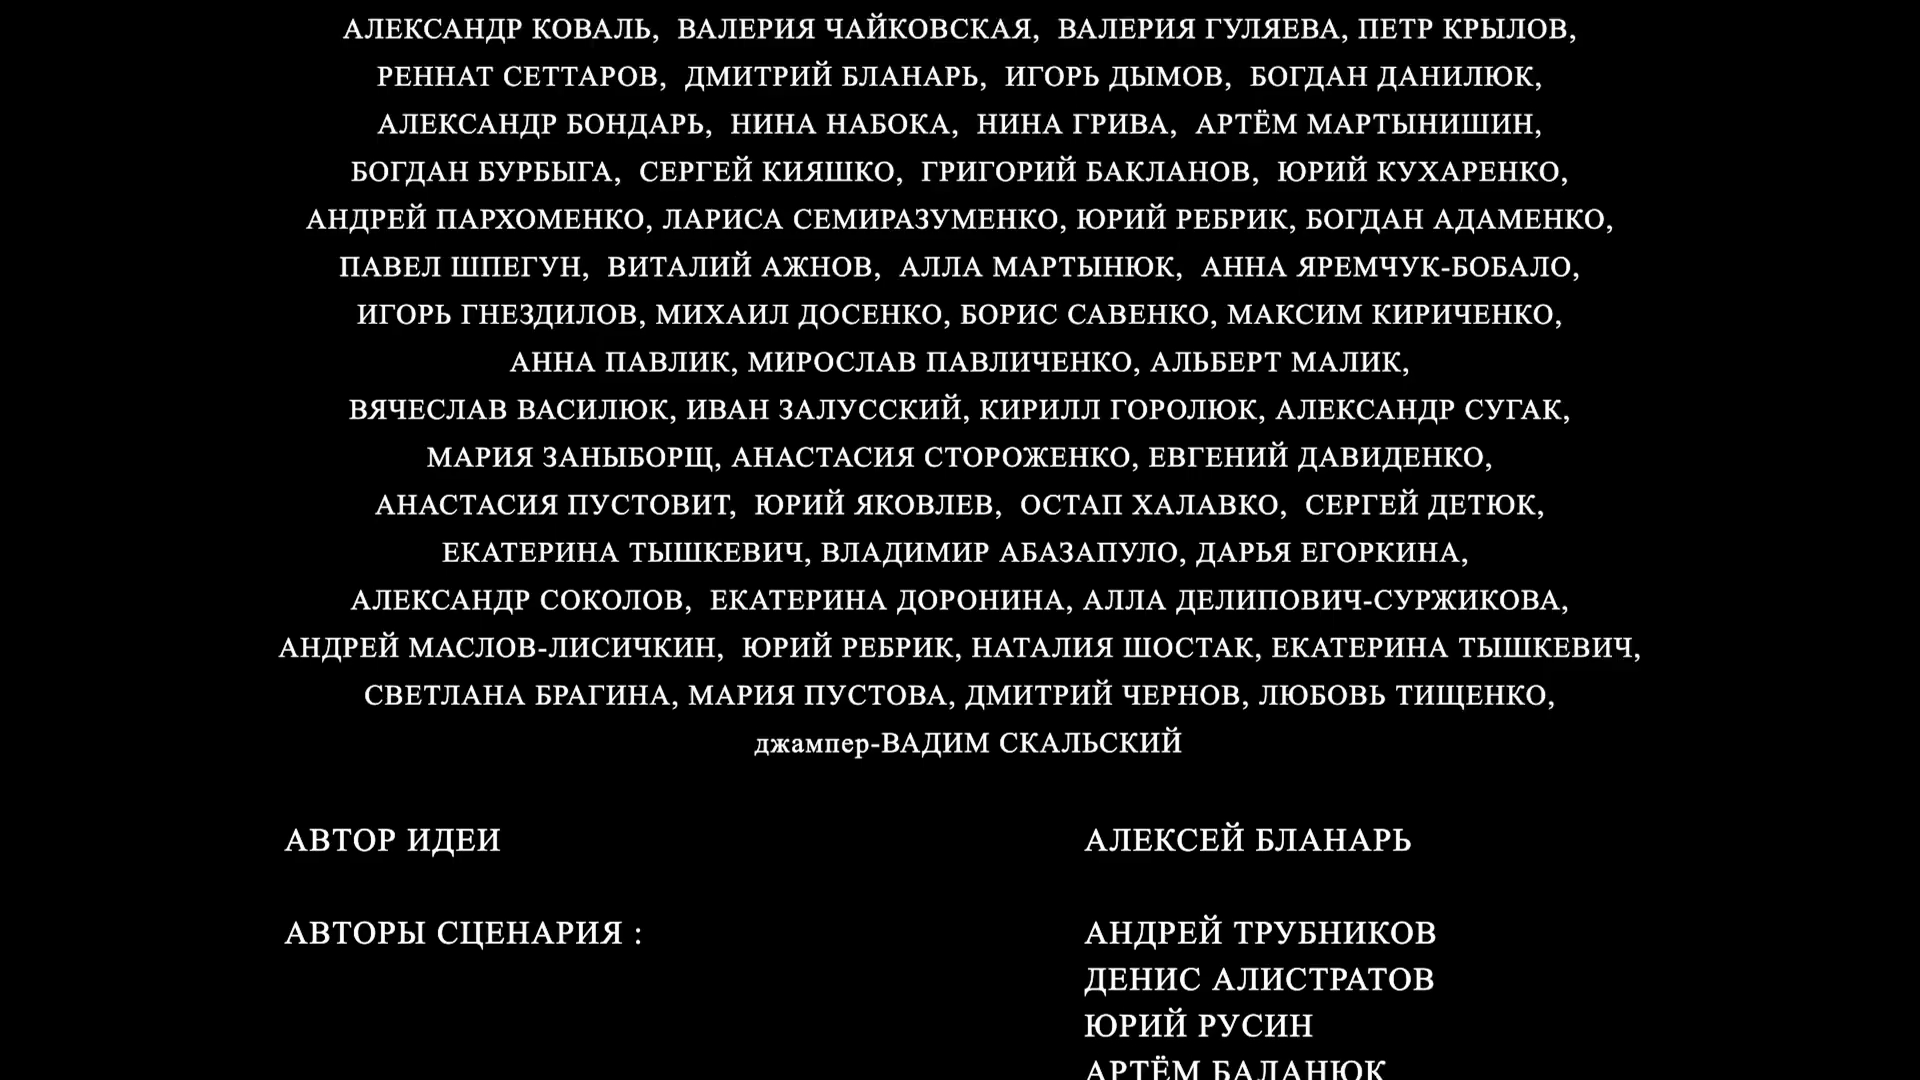 АЛЕКСАНДР КОВАЛЬ, ВАЛЕРИЯ ЧАЙКОВСКАЯ, ВАЛЕРИЯ ГУЛЯЕВА, ПЕТР КРЫЛОВ,
РЕННАТ СЕТТАРОВ, ДМИТРИЙ БЛАНАРЬ, ИГОРЬ ДЫМОВ, БОГДАН ДАНИЛЮК,
АЛЕКСАНДР БОНДАРЬ, НИНА НАБОКА, НИНА ГРИВА, АРТЁМ МАРТЫНИШИН,
БОГДАН БУРБЫГА, СЕРГЕЙ КИЯШКО, ГРИГОРИЙ БАКЛАНОВ, ЮРИЙ КУХАРЕНКО,
АНДРЕЙ ПАРХОМЕНКО, ЛАРИСА СЕМИРАЗУМЕНКО, ЮРИЙ РЕБРИК, БОГДАН АДАМЕНКО,
ПАВЕЛ ШПЕГУН, ВИТАЛИЙ АЖНОВ, АЛЛА МАРТЫНЮК, АННА ЯРЕМЧУК-БОБАЛО,
ИГОРЬ ГНЕЗДИЛОВ, МИХАИЛ ДОСЕНКО, БОРИС САВЕНКО, МАКСИМ КИРИЧЕНКО,
АННА ПАВЛИК, МИРОСЛАВ ПАВЛИЧЕНКО, АЛЬБЕРТ МАЛИК,
ВЯЧЕСЛАВ ВАСИЛЮК, ИВАН ЗАЛУССКИЙ, КИРИЛЛ ГОРОЛЮК, АЛЕКСАНДР СУГАК,
МАРИЯ ЗАНЫБОРЩ, АНАСТАСИЯ СТОРОЖЕНКО, ЕВГЕНИЙ ДАВИДЕНКО,
АНАСТАСИЯ ПУСТОВИТ, ЮРИЙ ЯКОВЛЕВ, ОСТАП ХАЛАВКО, СЕРГЕЙ ДЕТЮК,
ЕКАТЕРИНА ТЫШКЕВИЧ, ВЛАДИМИР АБАЗАПУЛО, ДАРЬЯ ЕГОРКИНА,
АЛЕКСАНДР СОКОЛОВ, ЕКАТЕРИНА ДОРОНИНА, АЛЛА ДЕЛИПОВИЧ-СУРЖИКОВА,
АНДРЕЙ МАСЛОВ-ЛИСИЧКИН, ЮРИЙ РЕБРИК, НАТАЛИЯ ШОСТАК, ЕКАТЕРИНА ТЫШКЕВИЧ,
СВЕТЛАНА БРАГИНА, МАРИЯ ПУСТОВА, ДМИТРИЙ ЧЕРНОВ, ЛЮБОВЬ ТИЩЕНКО,
джампер-ВАДИМ СКАЛЬСКИЙ
АВТОР ИДЕИ АЛЕКСЕЙ БЛАНАРЬ
АВТОРЫ СЦЕНАРИЯ : АНДРЕЙ ТРУБНИКОВ
ДЕНИС АЛИСТРАТОВ
ЮРИЙ РУСИН
АРТЁМ БАЛАНЮК